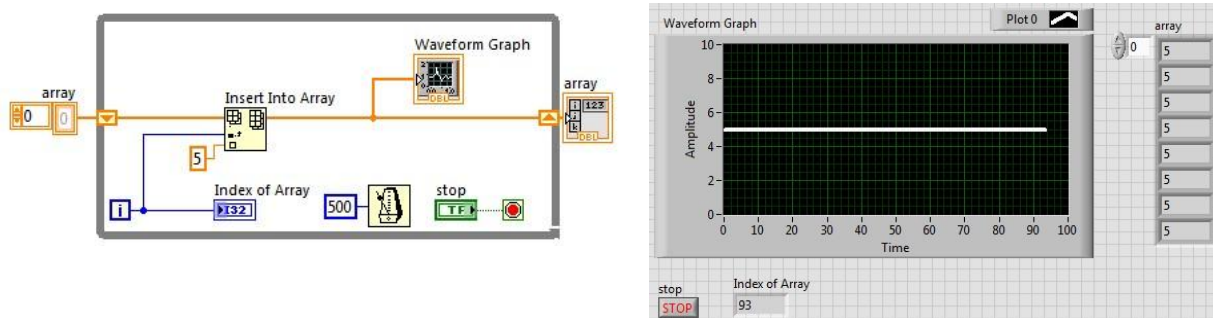 array
0
0
Insert Into Array
5
i
Index of Array
I32
500
stop
TF
Waveform Graph
DBL
array
123
DBL
Waveform Graph
Plot 0
Amplitude
10
8
6
4
2
0
0 10 20 30 40 50 60 70 80 90 100
Time
array
0
5
5
5
5
5
5
5
5
stop
STOP
Index of Array
93